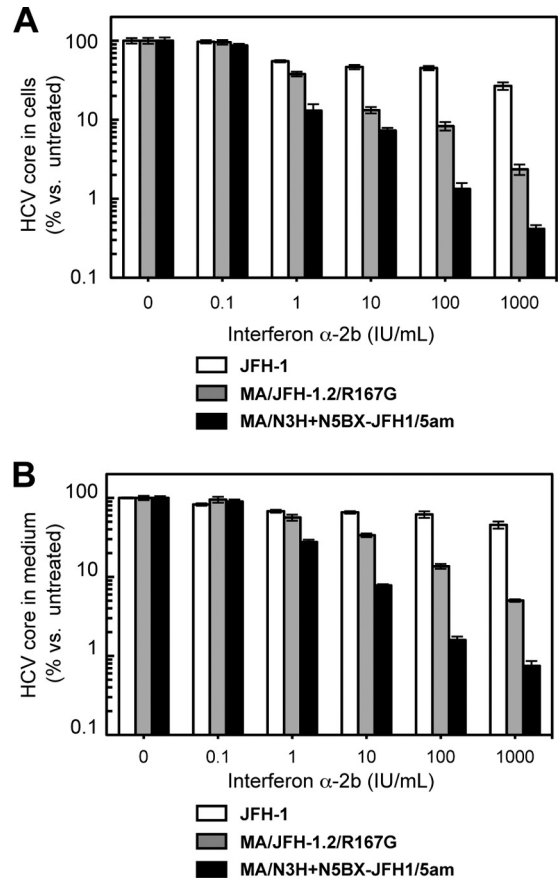 A
HCV core in cells
(% vs. untreated)
100
10
1
0.1
0 0.1 1 10 100 1000
Interferon α-2b (IU/mL)
JFH-1
MA/JFH-1.2/R167G
MA/N3H+N5BX-JFH1/5am
B
HCV core in medium
(% vs. untreated)
100
10
1
0.1
0 0.1 1 10 100 1000
Interferon α-2b (IU/mL)
JFH-1
MA/JFH-1.2/R167G
MA/N3H+N5BX-JFH1/5am